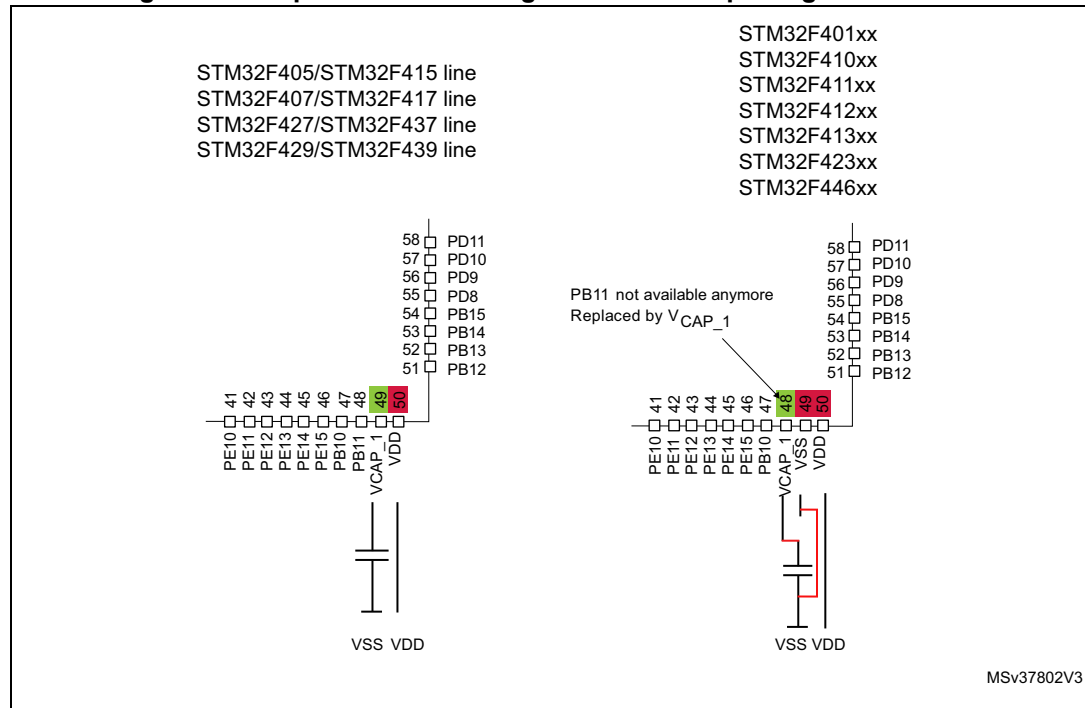 STM32F405/STM32F415 line
STM32F407/STM32F417 line
STM32F427/STM32F437 line
STM32F429/STM32F439 line
58 PD11
57 PD10
56 PD9
55 PD8
54 PB15
53 PB14
52 PB13
51 PB12
41 42 43 44 45 46 47 48 49 50
PE10 PE11 PE12 PE13 PE14 PE15 PB10 PB11 VCAP_1 VDD
VSS VDD
STM32F401xx
STM32F410xx
STM32F411xx
STM32F412xx
STM32F413xx
STM32F423xx
STM32F446xx
PB11 not available anymore
Replaced by VCAP_1
58 PD11
57 PD10
56 PD9
55 PD8
54 PB15
53 PB14
52 PB13
51 PB12
41 42 43 44 45 46 47 48 49 50
PE10 PE11 PE12 PE13 PE14 PE15 PB10 VCAP_1 VSS VDD
VSS VDD
MSv37802V3